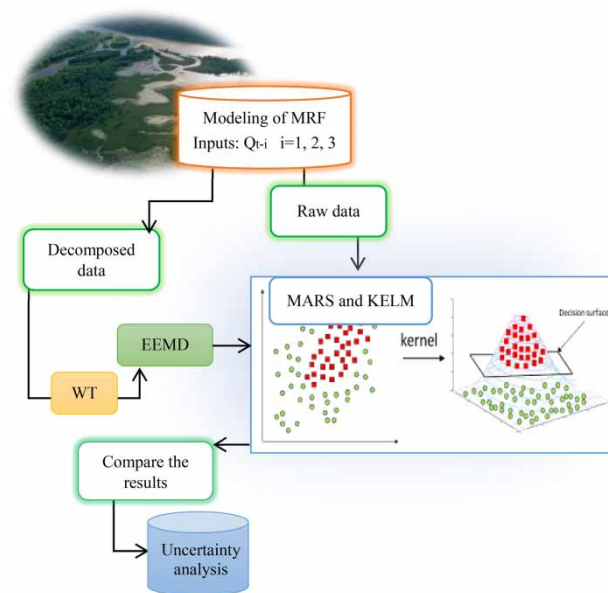 Modeling of MRF
Inputs: Qt-i i=1, 2, 3
Raw data
Decomposed
data
MARS and KELM
Decision surface
kernel
EEMD
WT
Compare the
results
Uncertainty
analysis